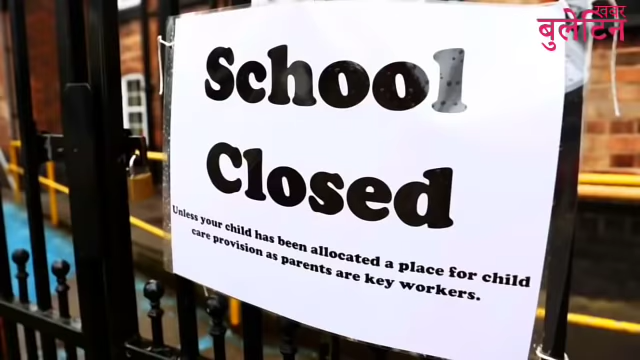 खबर
बुलेटिन
School
Closed
Unless your child has been allocated a place for child
care provision as parents are key workers.